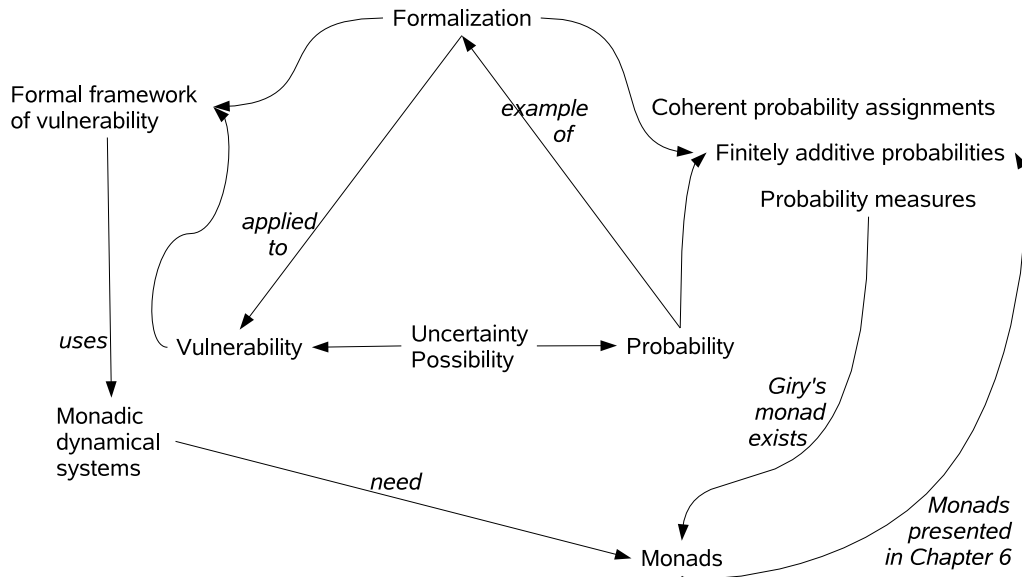 Formalization
Formal framework
of vulnerability
example
of
Coherent probability assignments
Finitely additive probabilities
Probability measures
applied
to
uses
Vulnerability
Uncertainty
Possibility
Probability
Giry's
monad
exists
Monadic
dynamical
systems
need
Monads
presented
in Chapter 6
Monads